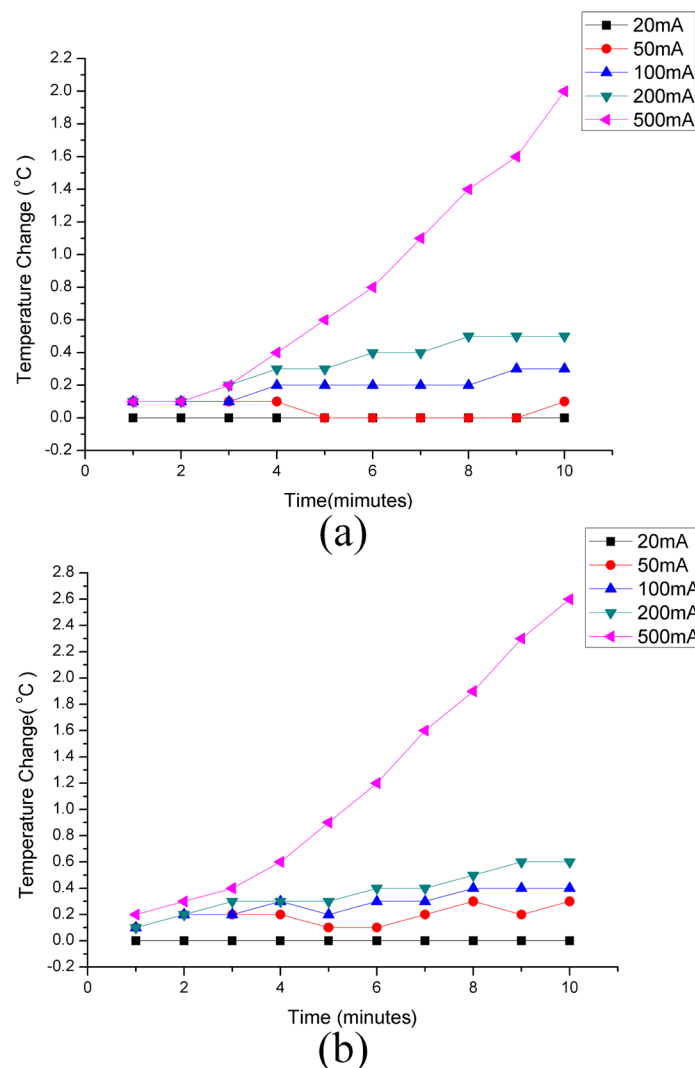 20mA
50mA
100mA
200mA
500mA
2.2
2.0
1.8
1.6
1.4
1.2
1.0
0.8
0.6
0.4
0.2
0.0
-0.2
Temperature Change (°C)
0 2 4 6 8 10
Time(mimutes)
(a)
20mA
50mA
100mA
200mA
500mA
2.8
2.6
2.4
2.2
2.0
1.8
1.6
1.4
1.2
1.0
0.8
0.6
0.4
0.2
0.0
-0.2
Temperature Change(°C)
0 2 4 6 8 10
Time (minutes)
(b)